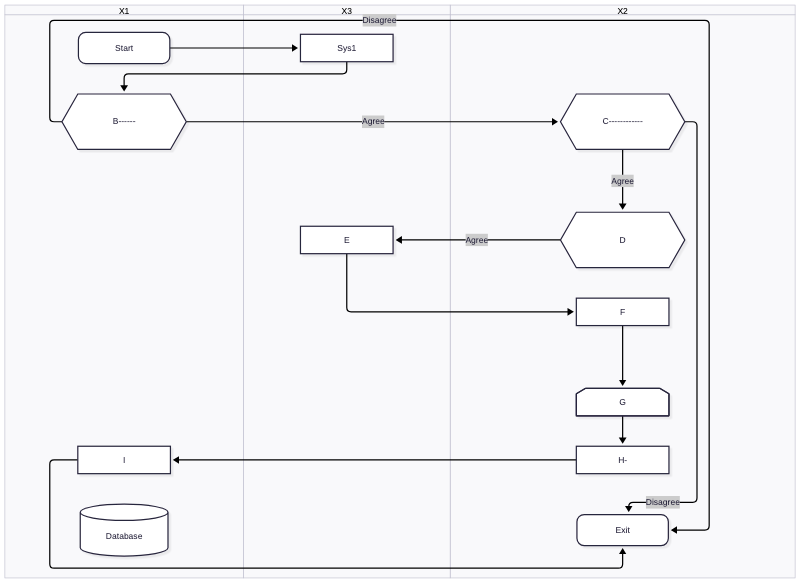 X1
X3
X2
Disagree
Start
Sys1
B------
Agree
C------------
Agree
E
Agree
D
F
G
I
H-
Disagree
Database
Exit